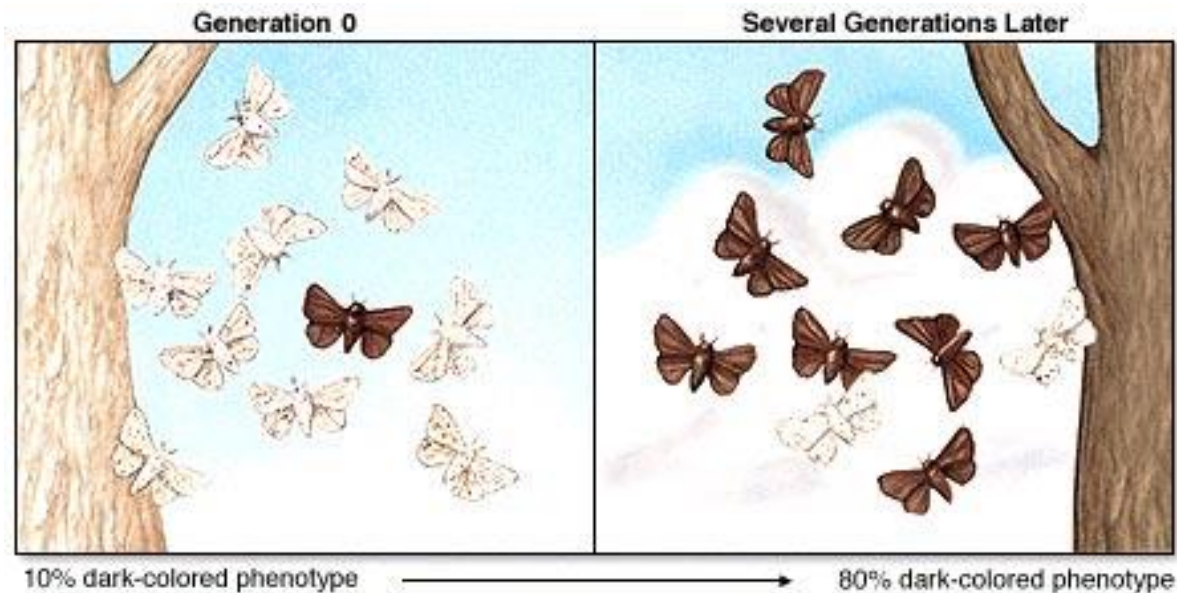 Generation 0
Several Generations Later
10% dark-colored phenotype
80% dark-colored phenotype